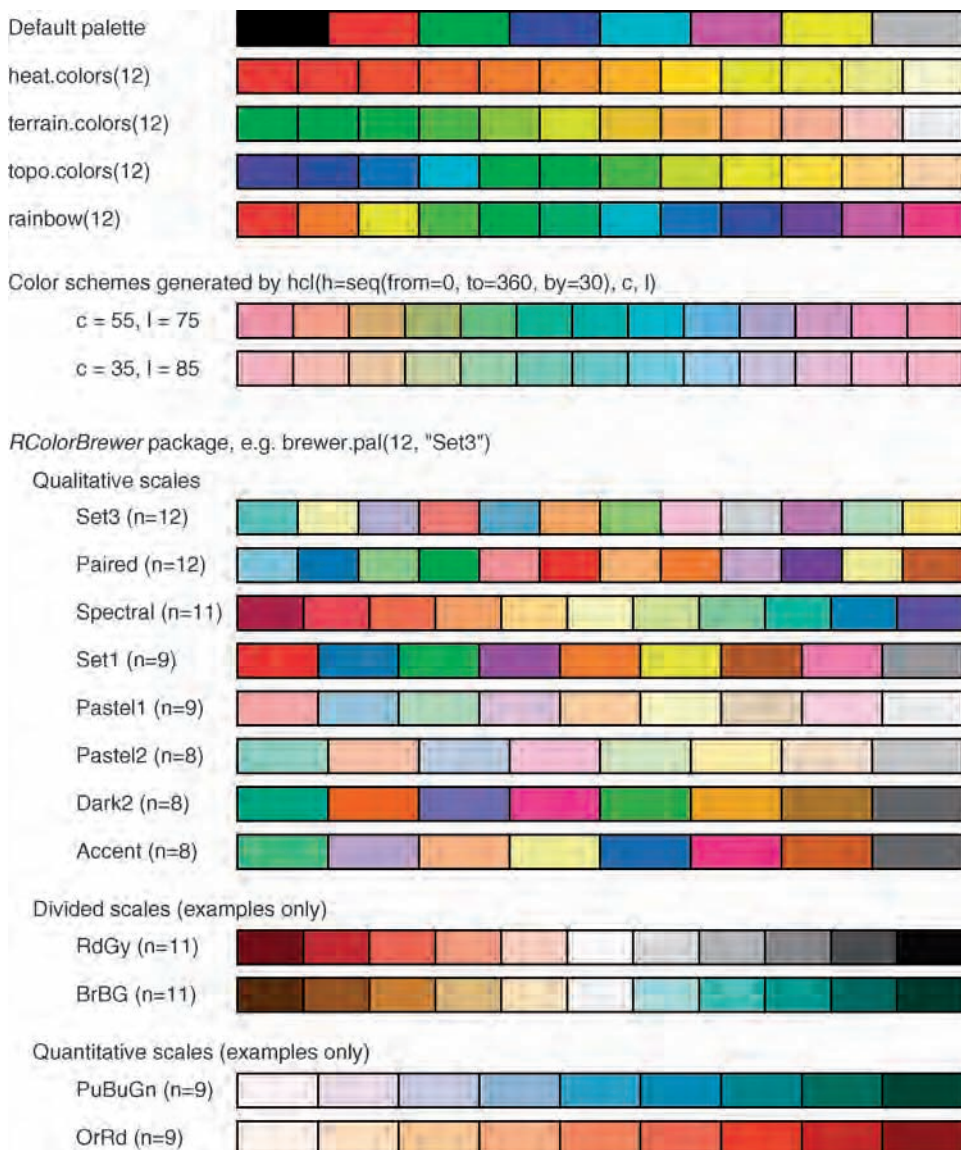 Default palette
heat.colors(12)
terrain.colors(12)
topo.colors(12)
rainbow(12)
Color schemes generated by hcl(h=seq(from=0, to=360, by=30), c, l)
c = 55, l = 75
c = 35, l = 85
RColorBrewer package, e.g. brewer.pal(12, "Set3")
Qualitative scales
Set3 (n=12)
Paired (n=12)
Spectral (n=11)
Set1 (n=9)
Pastel1 (n=9)
Pastel2 (n=8)
Dark2 (n=8)
Accent (n=8)
Divided scales (examples only)
RdGy (n=11)
BrBG (n=11)
Quantitative scales (examples only)
PuBuGn (n=9)
OrRd (n=9)